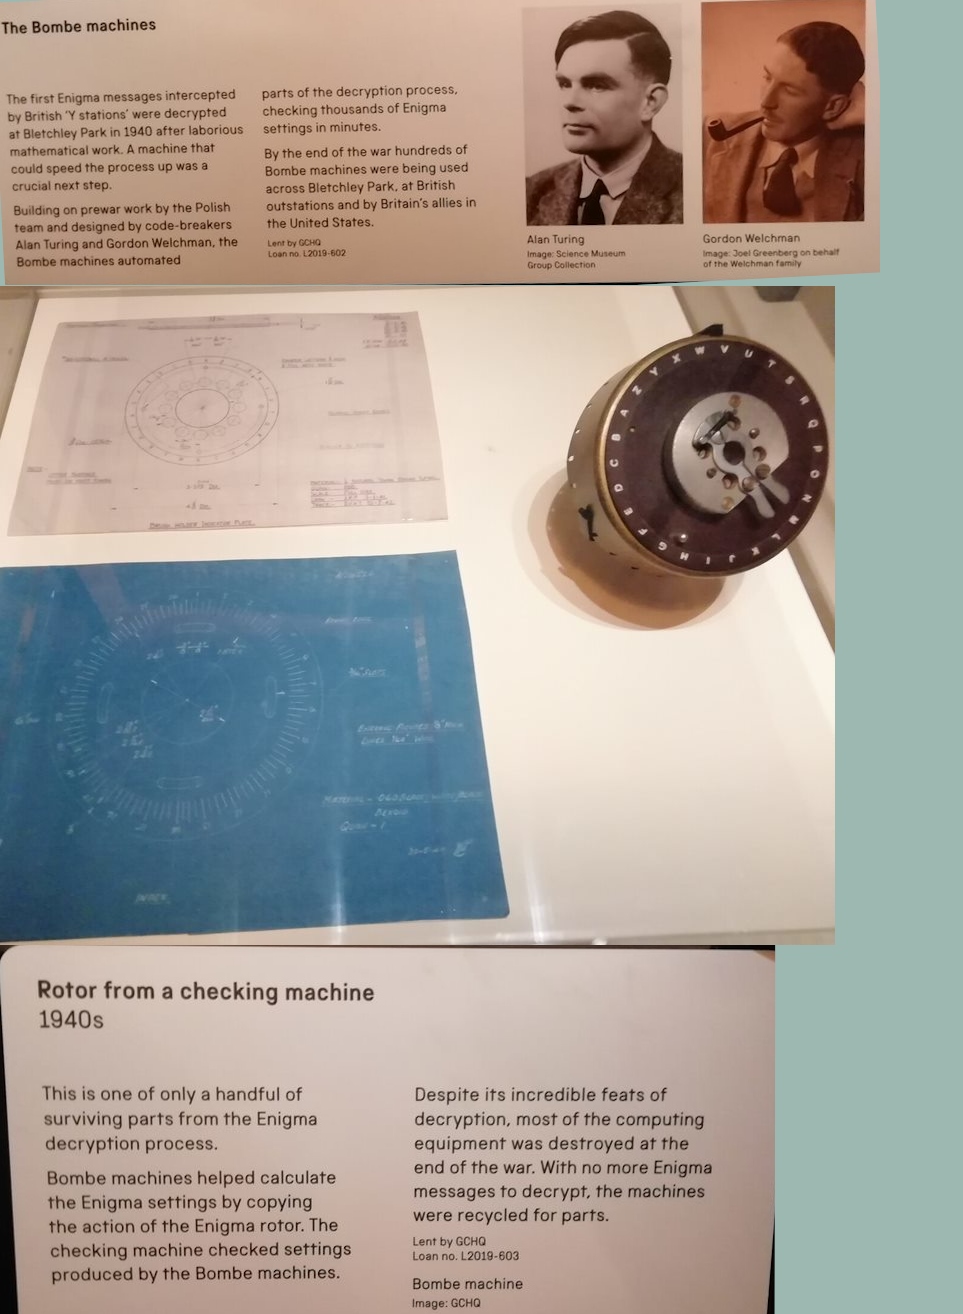 The Bombe machines
The first Enigma messages intercepted
by British ‘Y stations’ were decrypted
at Bletchley Park in 1940 after laborious
mathematical work. A machine that
could speed the process up was a
crucial next step.
Building on prewar work by the Polish
team and designed by code-breakers
Alan Turing and Gordon Welchman, the
Bombe machines automated
parts of the decryption process,
checking thousands of Enigma
settings in minutes.
By the end of the war hundreds of
Bombe machines were being used
across Bletchley Park, at British
outstations and by Britain's allies in
the United States.
Lent by GCHQ
Loan no. L2019-602
Alan Turing
Image: Science Museum
Group Collection
Gordon Welchman
Image: Joel Greenberg on behalf
of the Welchman family
BRUSH HOLDER INDICATOR PLATE.
A Z Y X W V U T S R Q P O N M L K J I H G F E D C B
INDEX
Rotor from a checking machine
1940s
This is one of only a handful of
surviving parts from the Enigma
decryption process.
Bombe machines helped calculate
the Enigma settings by copying
the action of the Enigma rotor. The
checking machine checked settings
produced by the Bombe machines.
Despite its incredible feats of
decryption, most of the computing
equipment was destroyed at the
end of the war. With no more Enigma
messages to decrypt, the machines
were recycled for parts.
Lent by GCHQ
Loan no. L2019-603
Bombe machine
Image: GCHQ